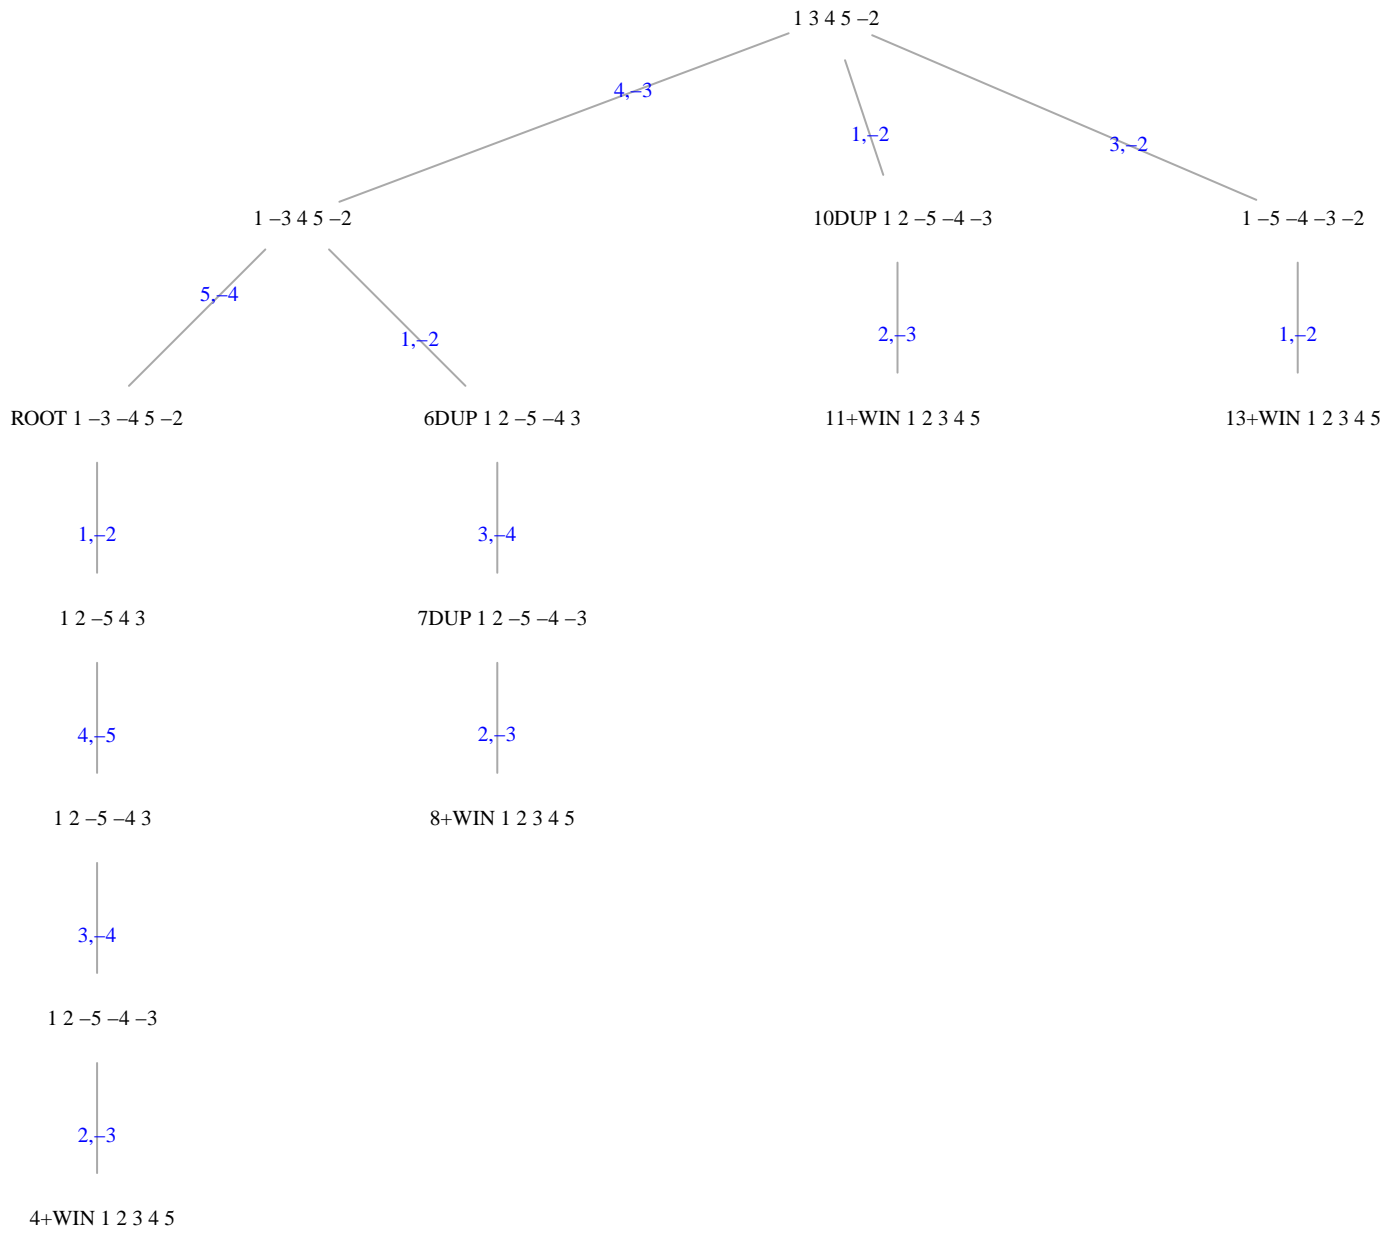 1 3 4 5 –2
4,–3
1,–2
3,–2
1 –3 4 5 –2
10DUP 1 2 –5 –4 –3
1 –5 –4 –3 –2
5,–4
1,–2
2,–3
1,–2
ROOT 1 –3 –4 5 –2
6DUP 1 2 –5 –4 3
11+WIN 1 2 3 4 5
13+WIN 1 2 3 4 5
1,–2
3,–4
1 2 –5 4 3
7DUP 1 2 –5 –4 –3
4,–5
2,–3
1 2 –5 –4 3
8+WIN 1 2 3 4 5
3,–4
1 2 –5 –4 –3
2,–3
4+WIN 1 2 3 4 5